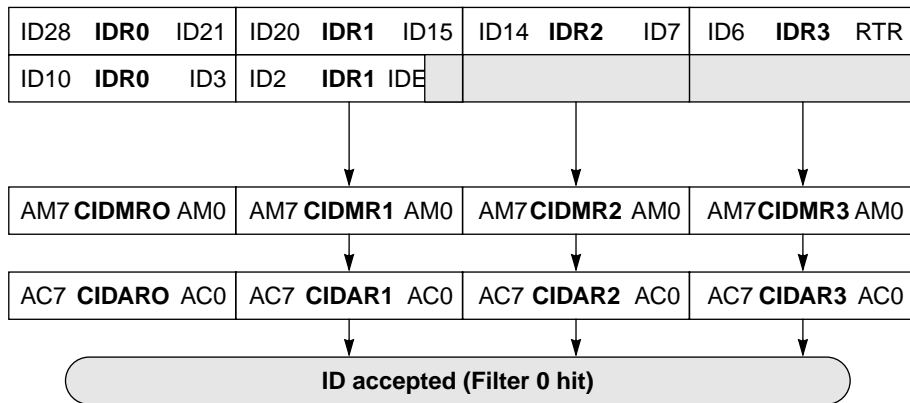 ID28 IDR0 ID21 ID20 IDR1 ID15 ID14 IDR2 ID7 ID6 IDR3 RTR
ID10 IDR0 ID3 ID2 IDR1 IDE
AM7 CIDMRO AM0 AM7 CIDMR1 AM0 AM7 CIDMR2 AM0 AM7 CIDMR3 AM0
AC7 CIDARO AC0 AC7 CIDAR1 AC0 AC7 CIDAR2 AC0 AC7 CIDAR3 AC0
ID accepted (Filter 0 hit)